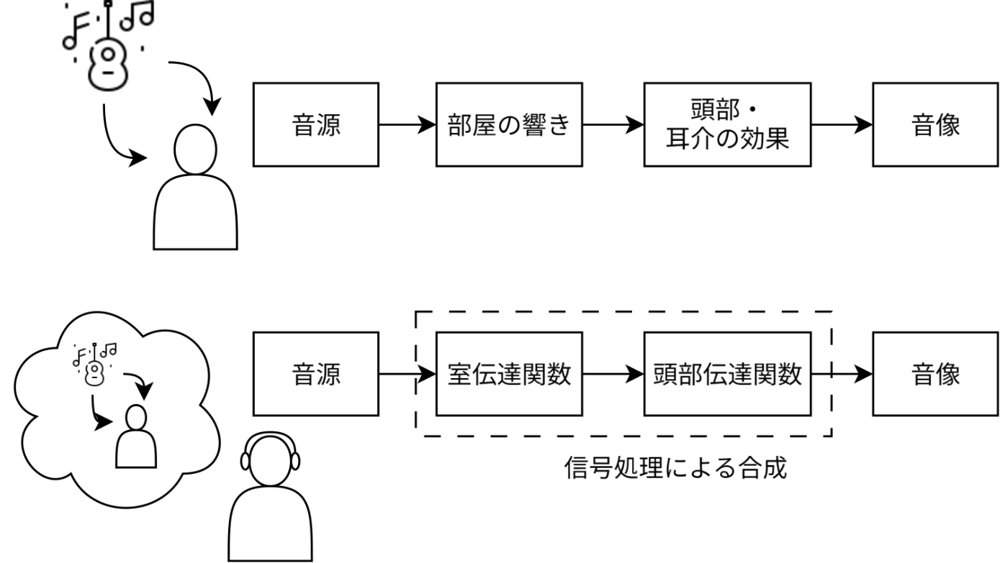 音源
部屋の響き
頭部・
耳介の効果
音像
音源
室伝達関数
頭部伝達関数
音像
信号処理による合成